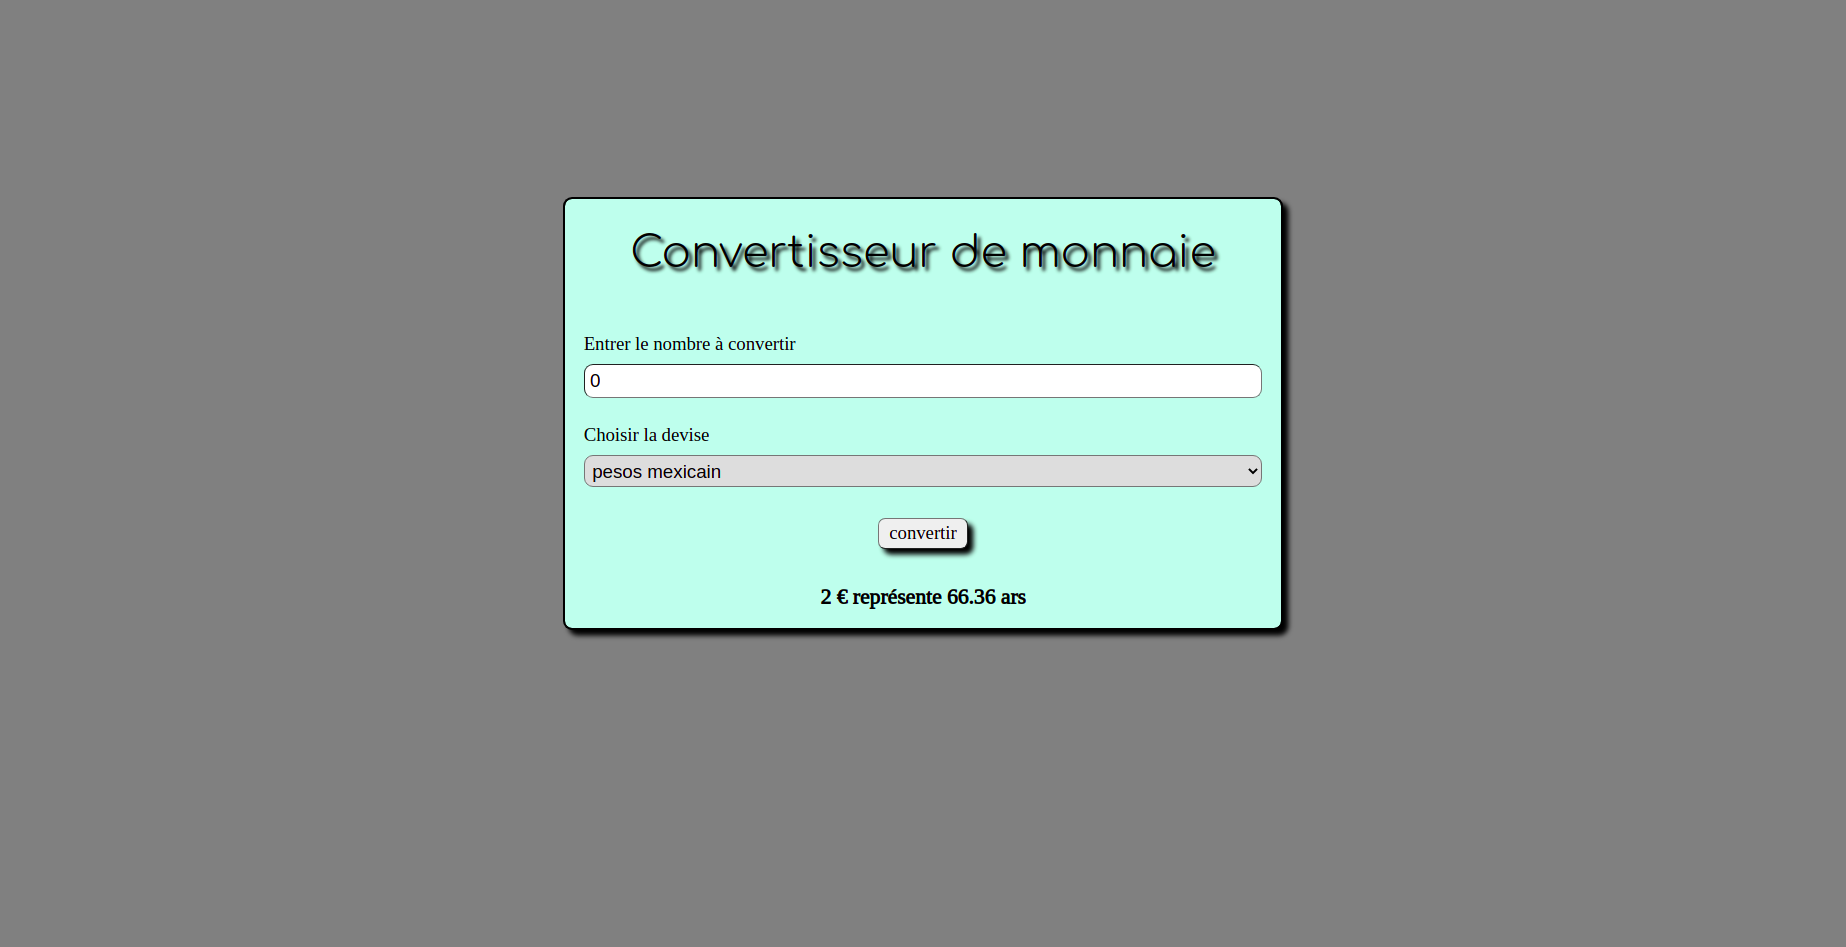 Convertisseur de monnaie
Entrer le nombre à convertir
0
Choisir la devise
pesos mexicain
convertir
2 € représente 66.36 ars